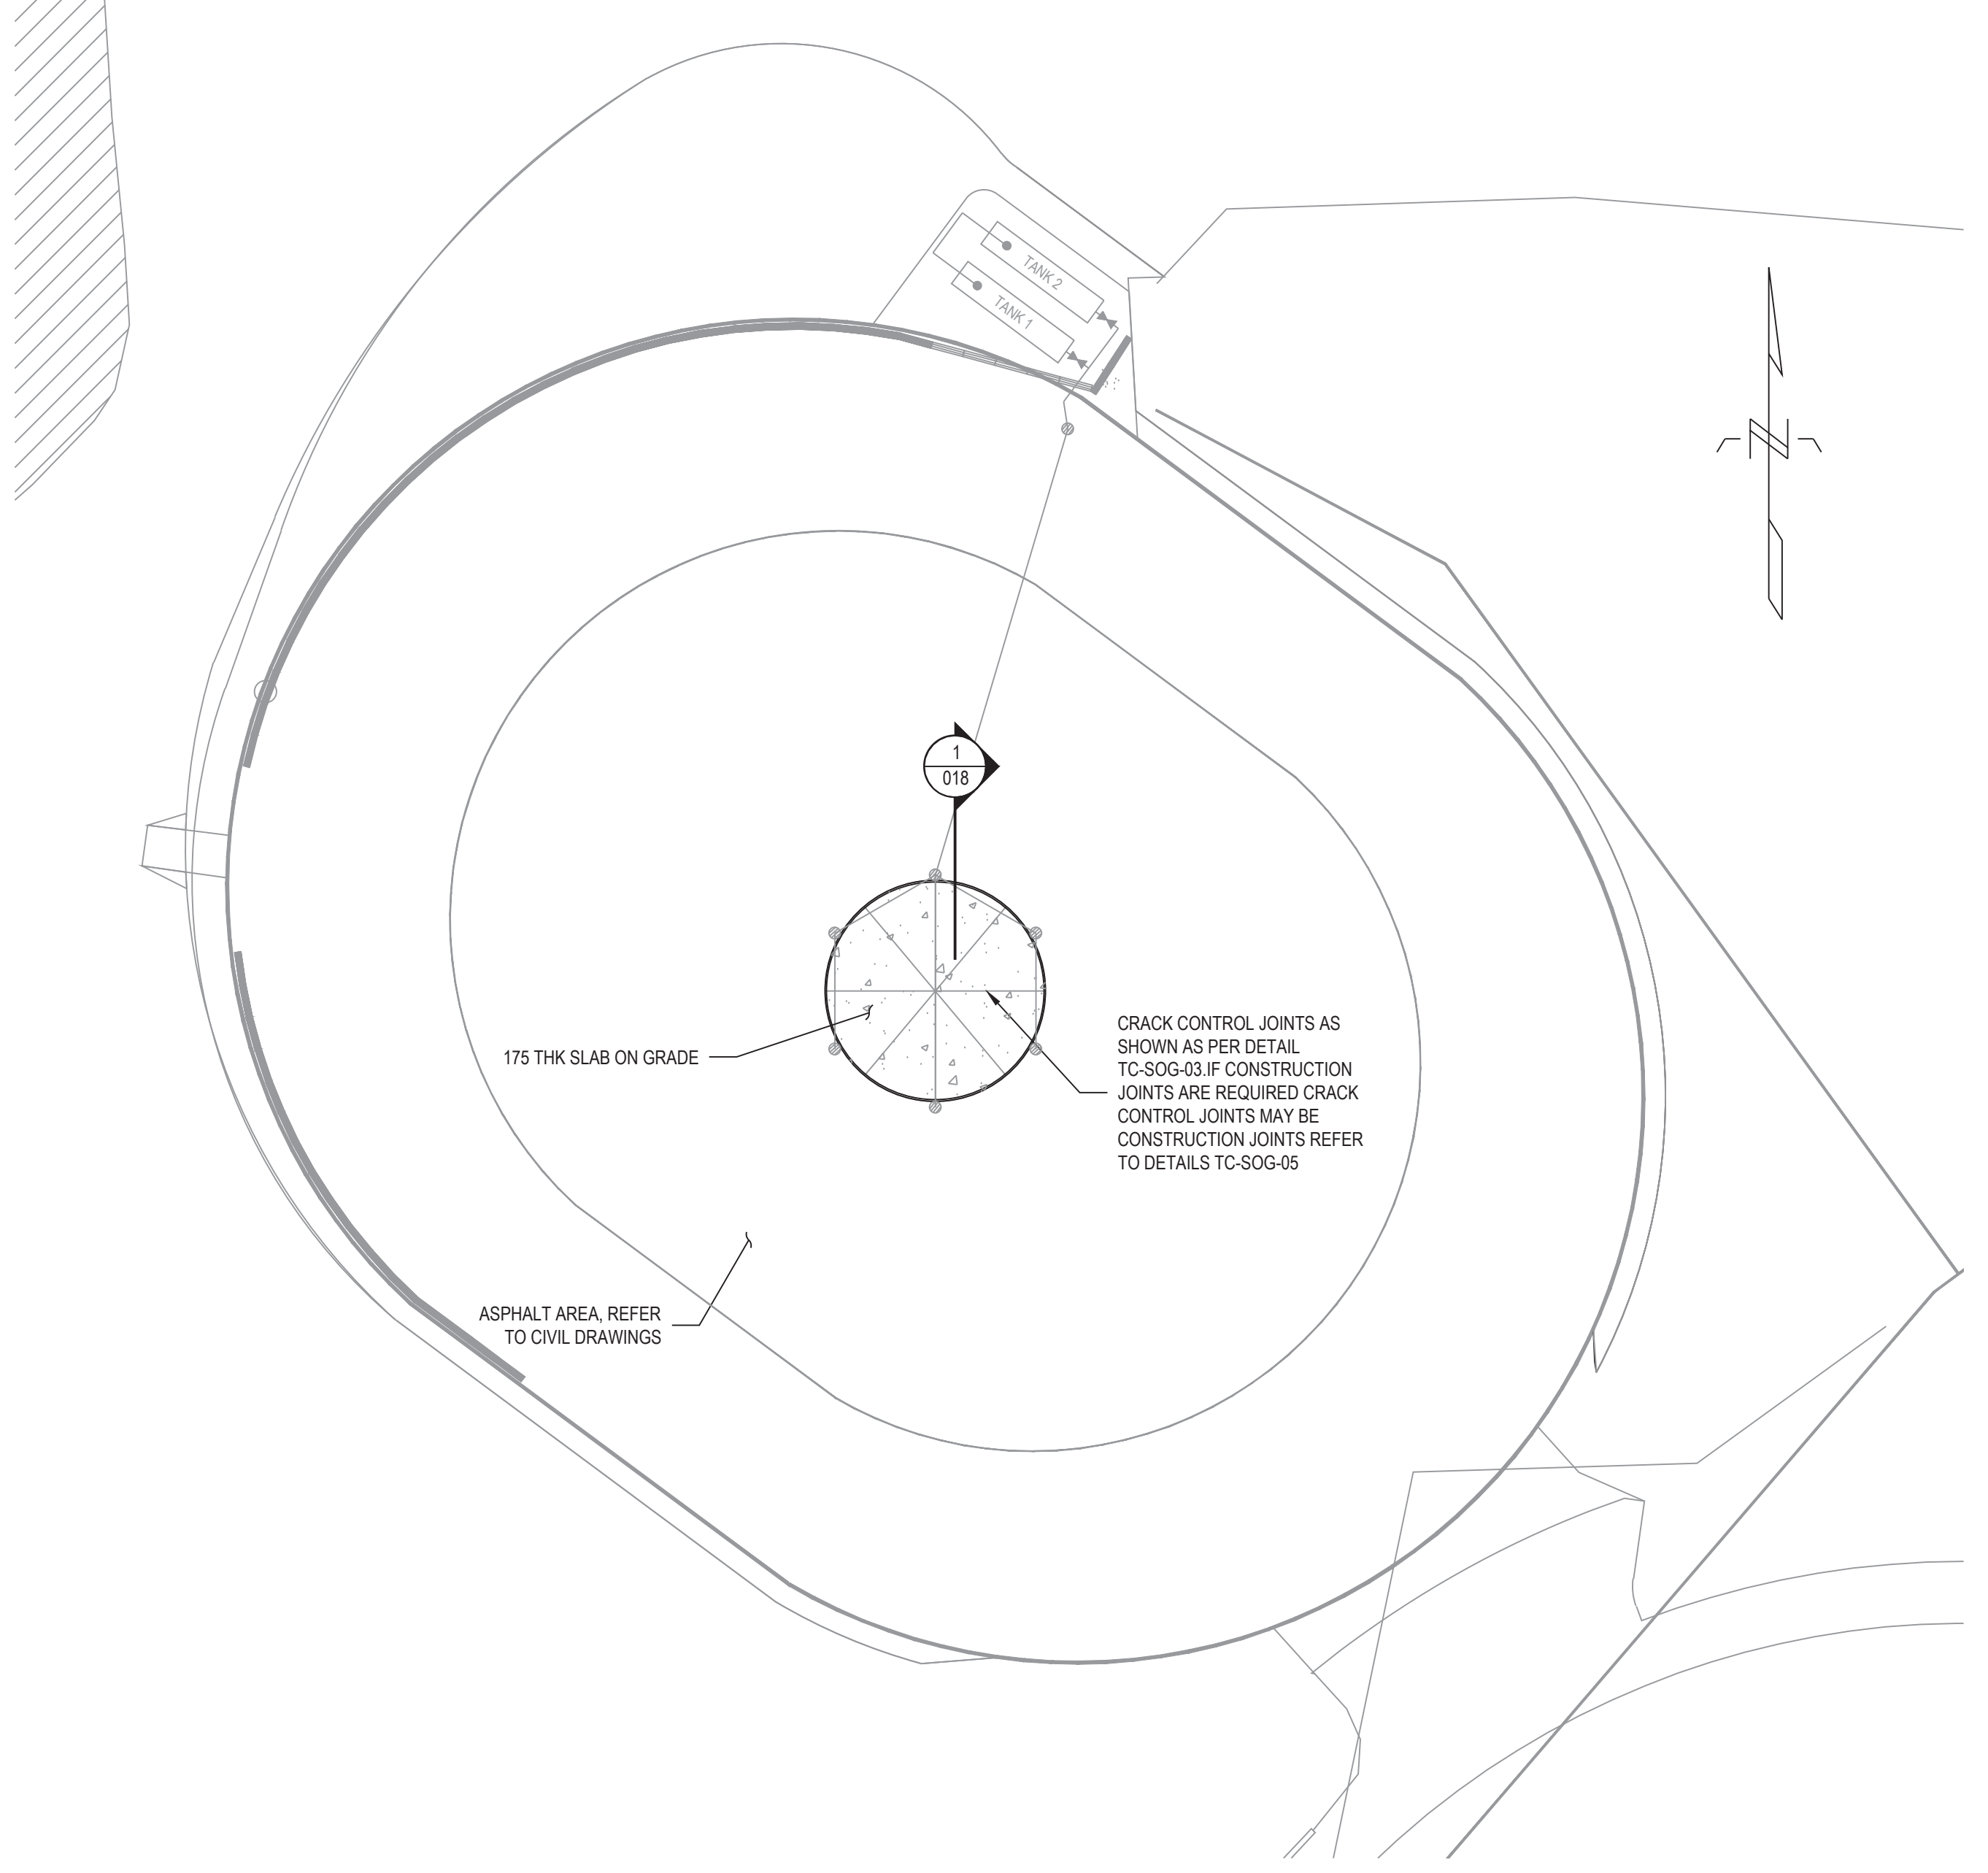 TANK 2
TANK 1
N
1
018
175 THK SLAB ON GRADE
CRACK CONTROL JOINTS AS
SHOWN AS PER DETAIL
TC-SOG-03.IF CONSTRUCTION
JOINTS ARE REQUIRED CRACK
CONTROL JOINTS MAY BE
CONSTRUCTION JOINTS REFER
TO DETAILS TC-SOG-05
ASPHALT AREA, REFER
TO CIVIL DRAWINGS